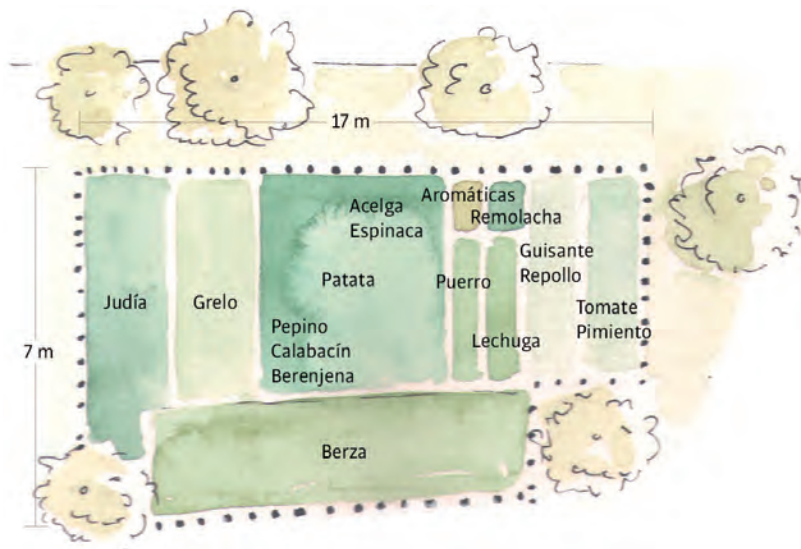 17 m
7 m
Judía
Grelo
Acelga
Espinaca
Patata
Pepino
Calabacín
Berenjena
Aromáticas
Remolacha
Puerro
Lechuga
Guisante
Repollo
Tomate
Pimiento
Berza